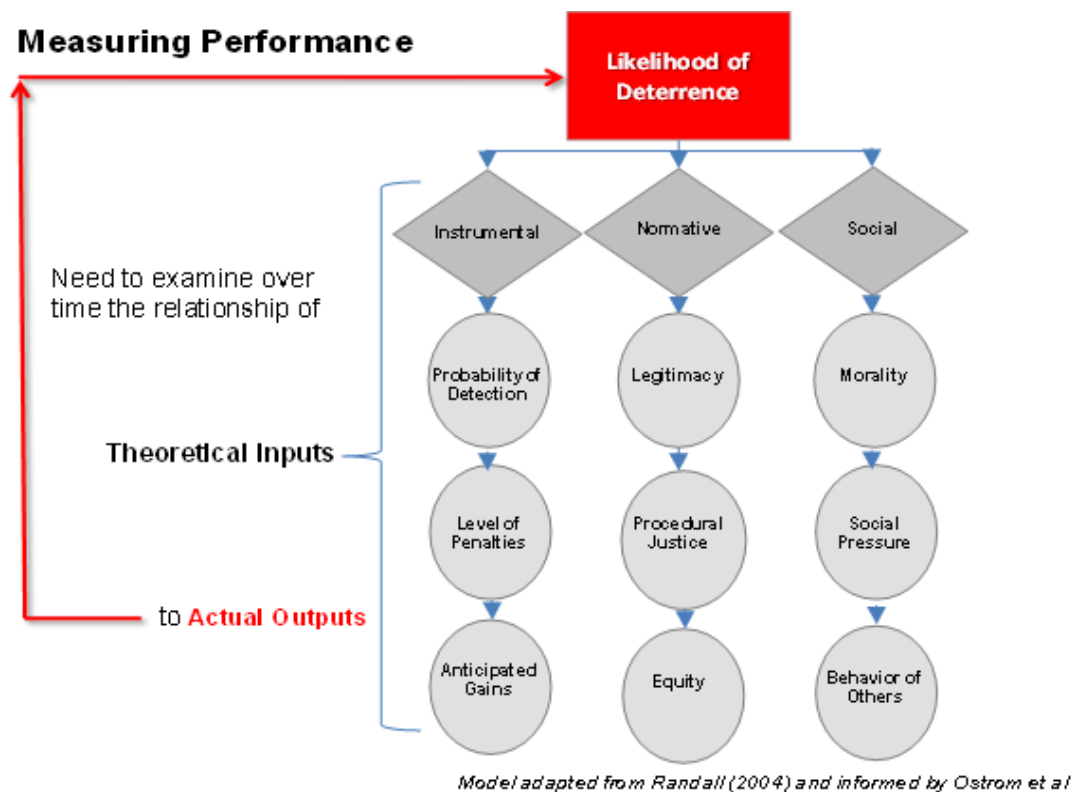 Measuring Performance
Likelihood of
Deterrence
Instrumental
Normative
Social
Need to examine over
time the relationship of
Probability of
Detection
Legitimacy
Morality
Theoretical Inputs
Level of
Penalties
Procedural
Justice
Social
Pressure
to Actual Outputs
Anticipated
Gains
Equity
Behavior of
Others
Model adapted from Randall (2004) and informed by Ostrom et al